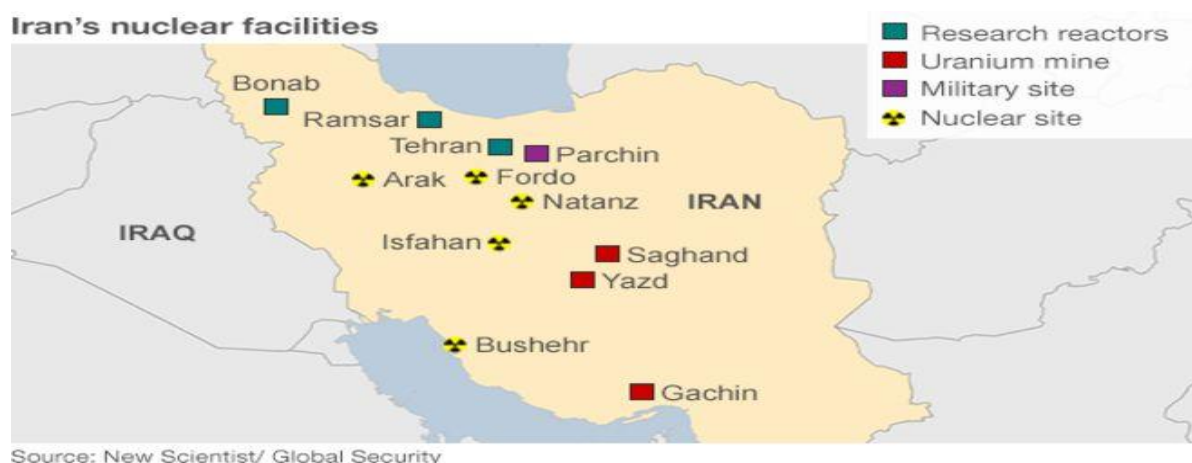 Iran's nuclear facilities
Research reactors
Uranium mine
Military site
Nuclear site
Bonab
Ramsar
Tehran
Parchin
Arak
Fordo
Natanz
IRAN
IRAQ
Isfahan
Saghand
Yazd
Bushehr
Gachin
Source: New Scientist/ Global Security